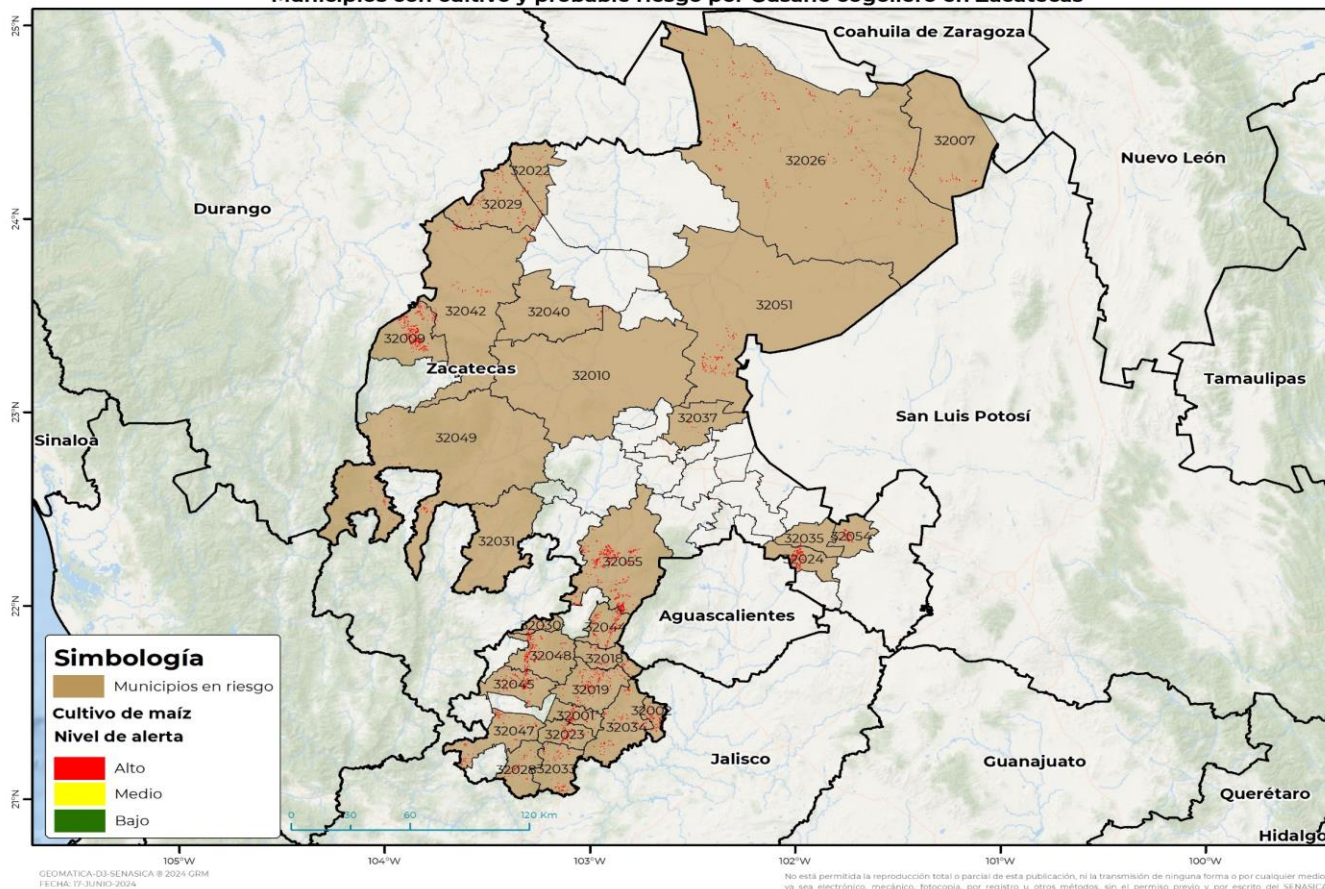 Municipios con cultivo y probable riesgo por Gusano cogollero en Zacatecas
25°N
24°N
23°N
22°N
21°N
Coahuila de Zaragoza
Nuevo León
Durango
Tamaulipas
Zacatecas
San Luis Potosí
Sinaloa
Aguascalientes
Jalisco
Guanajuato
Querétaro
Hidalgo
32007
32026
32022
32029
32051
32042
32040
32009
32010
32037
32049
32031
32035
32054
32024
32055
32030
32044
32048
32018
32045
32019
32001
32002
32047
32023
32034
32028
32033
Simbología
Municipios en riesgo
Cultivo de maíz
Nivel de alerta
Alto
Medio
Bajo
0 30 60 120 Km
105°W 104°W 103°W 102°W 101°W 100°W
GEOMATICA-DJ-SENASICA ® 2024 GRM
FECHA: 17-JUNIO-2024
No está permitida la reproducción total o parcial de esta publicación, ni la transmisión de ninguna forma o por cualquier medio,
ya sea electrónico, mecánico, fotocopia, por registro u otros métodos, sin el permiso previo y por escrito del SENASICA